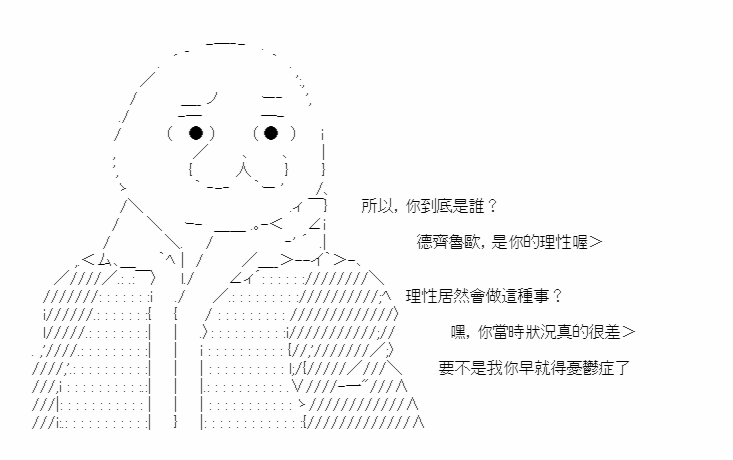 所以, 你到底是誰？
德齊魯歐, 是你的理性喔＞
理性居然會做這種事？
嘿, 你當時狀況真的很差＞
要不是我你早就得憂鬱症了